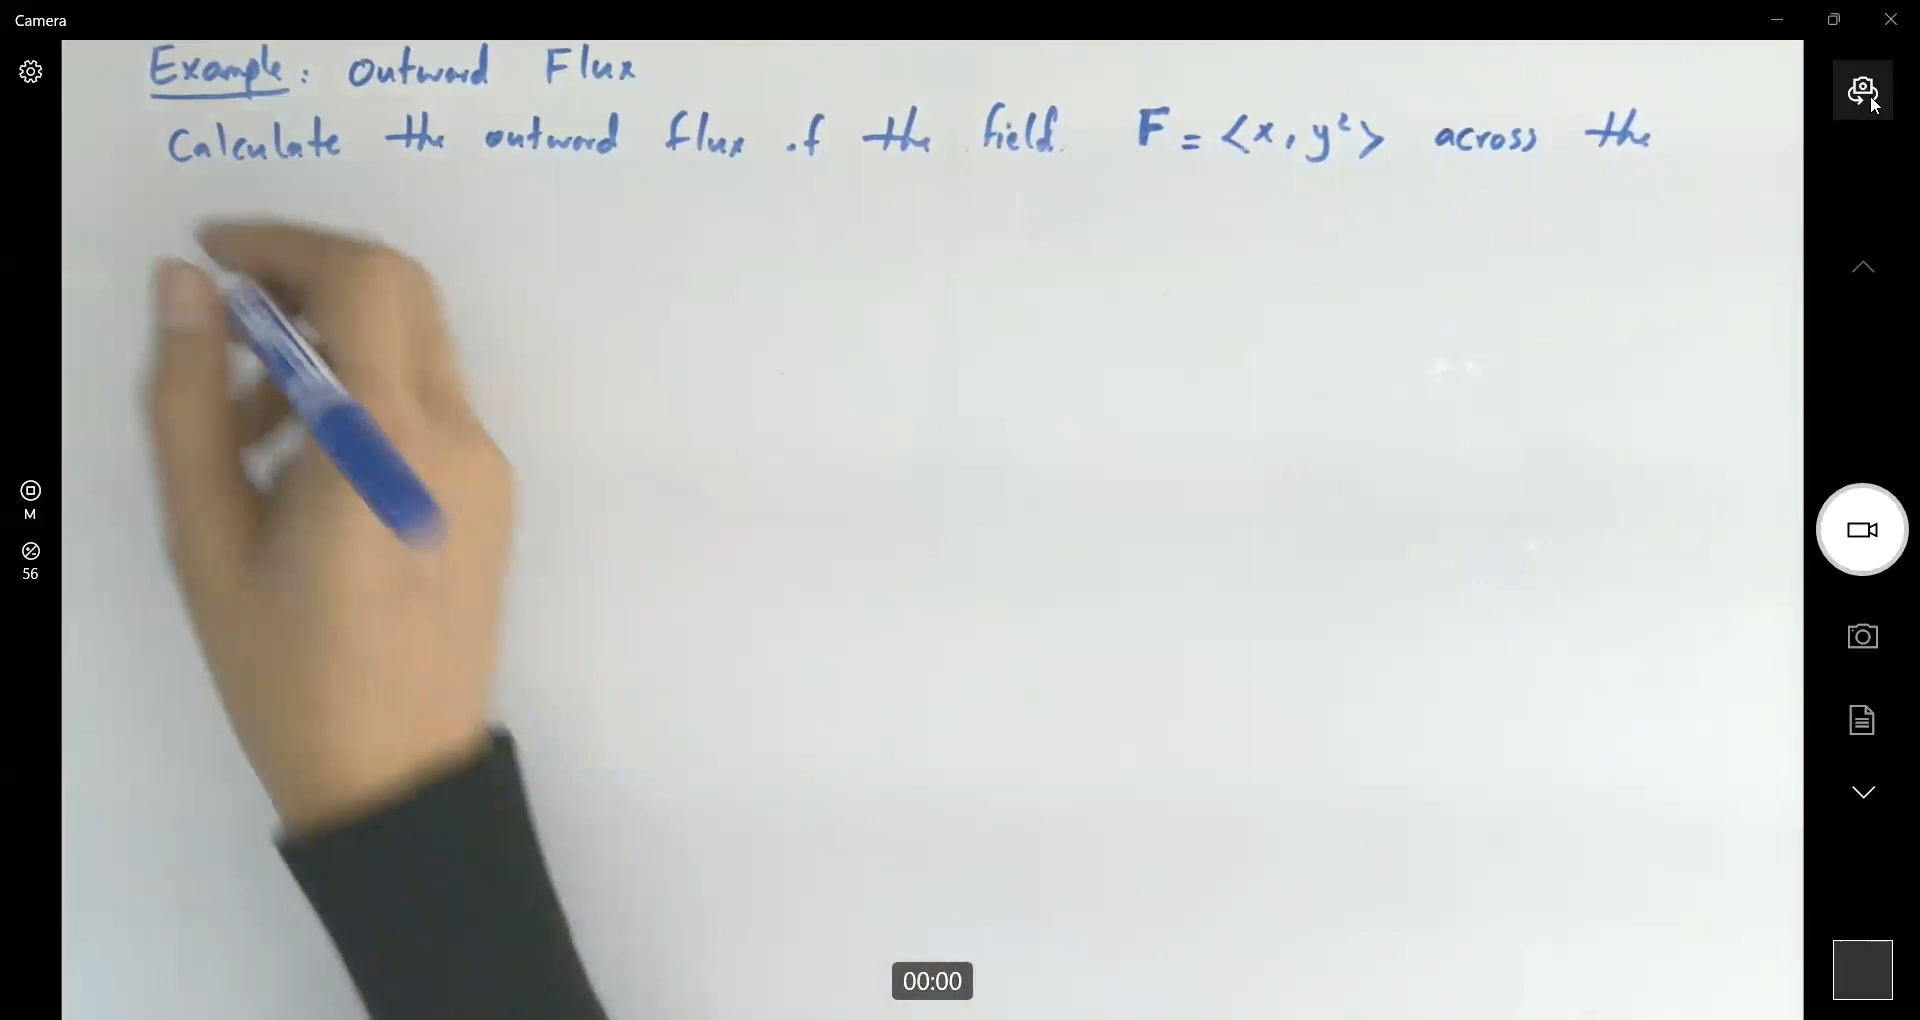 Camera
Example: Outward Flux
Calculate the outward flux of the field F = <x, y²> across the
M
56
00:00